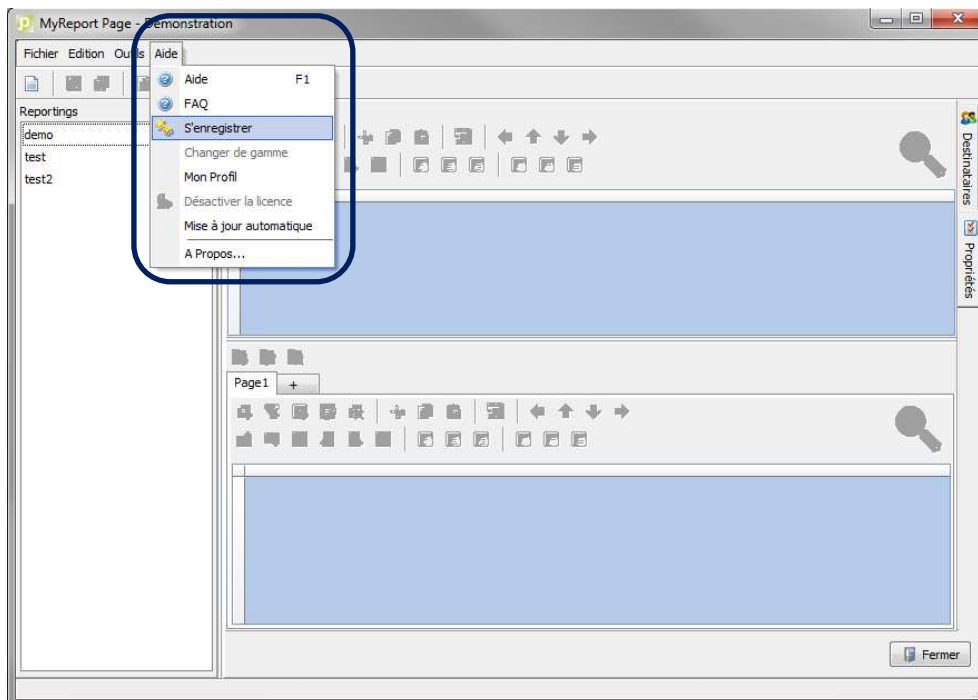 MyReport Page - Démonstration
Fichier Edition Outils Aide
Aide F1
FAQ
S'enregistrer
Changer de gamme
Mon Profil
Désactiver la licence
Mise à jour automatique
A Propos...
Reportings
demo
test
test2
Destinataires
Propriétés
Page1 +
Fermer